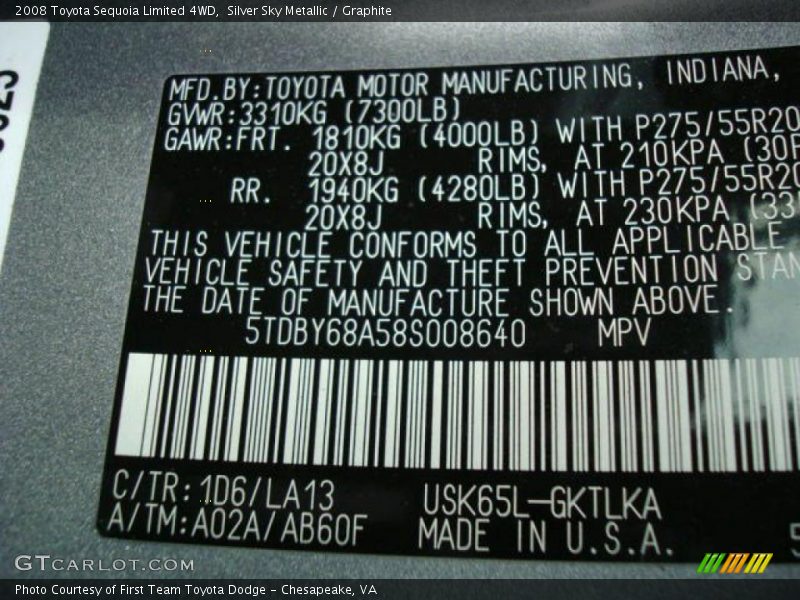 2008 Toyota Sequoia Limited 4WD,  Silver Sky Metallic / Graphite
MFD.BY:TOYOTA MOTOR MANUFACTURING, INDIANA,
GVWR:3310KG (7300LB)
GAWR:FRT. 1810KG (4000LB) WITH P275/55R20
20X8J RIMS, AT 210KPA (30P
RR. 1940KG (4280LB) WITH P275/55R20
20X8J RIMS, AT 230KPA (33
THIS VEHICLE CONFORMS TO ALL APPLICABLE
VEHICLE SAFETY AND THEFT PREVENTION STAN
THE DATE OF MANUFACTURE SHOWN ABOVE.
5TDBY68A58S008640 MPV
C/TR:1D6/LA13 USK65L-GKTLKA
A/TM:A02A/AB60F MADE IN U.S.A.
GTCARLOT.COM
Photo Courtesy of First Team Toyota Dodge - Chesapeake, VA